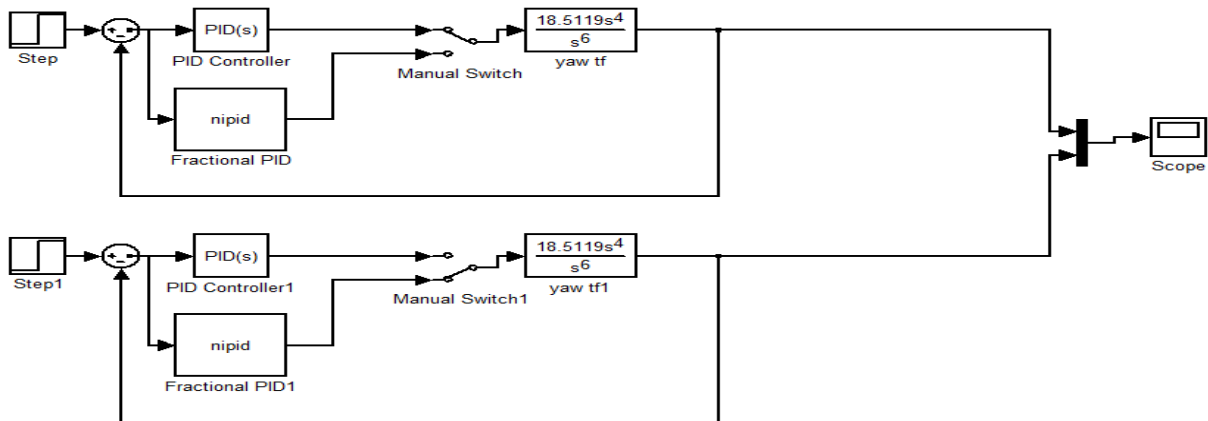 Step
PID(s)
PID Controller
nipid
Fractional PID
Manual Switch
18.5119s4
s6
yaw tf
Scope
Step1
PID(s)
PID Controller1
nipid
Fractional PID1
Manual Switch1
18.5119s4
s6
yaw tf1